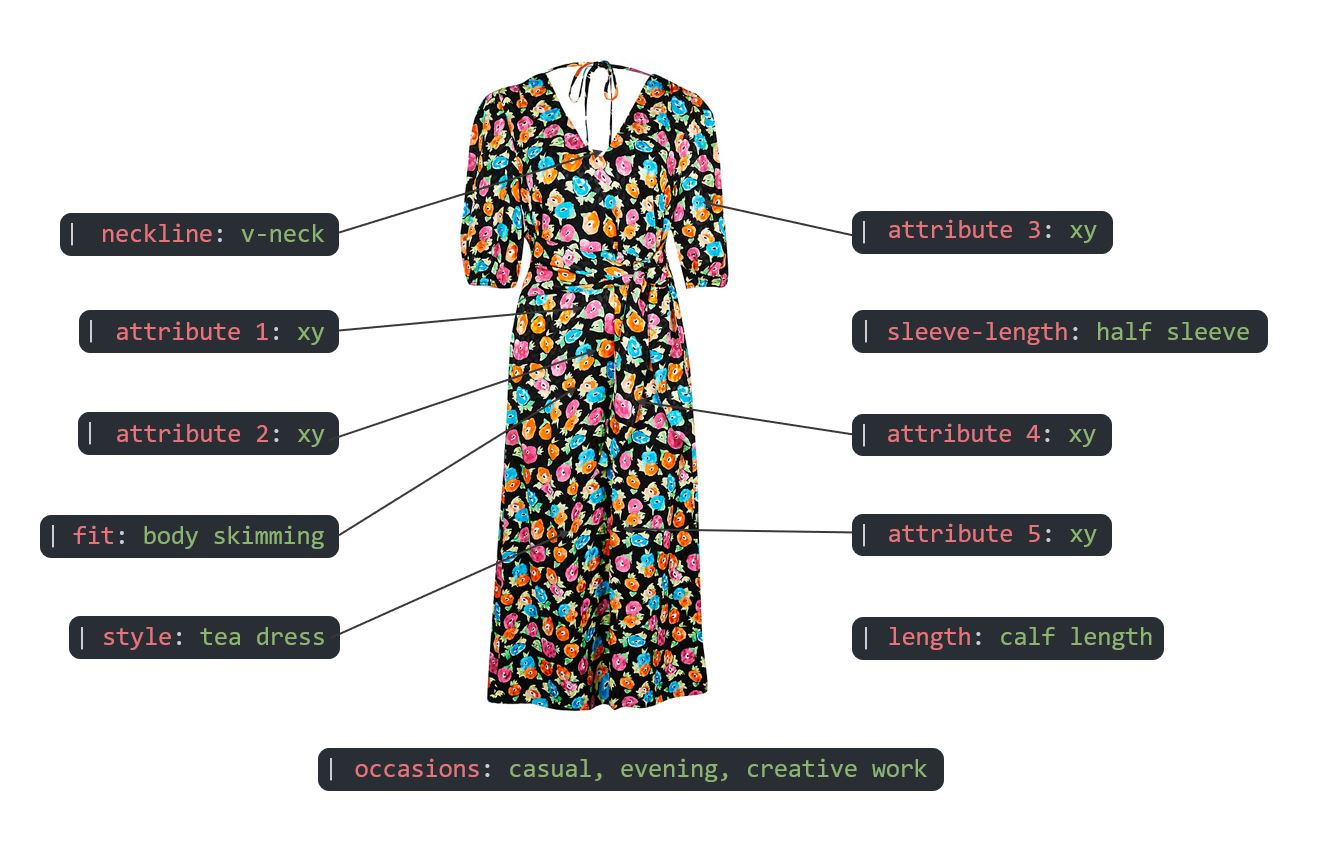 | neckline: v-neck
| attribute 1: xy
| attribute 2: xy
| fit: body skimming
| style: tea dress
| attribute 3: xy
| sleeve-length: half sleeve
| attribute 4: xy
| attribute 5: xy
| length: calf length
| occasions: casual, evening, creative work